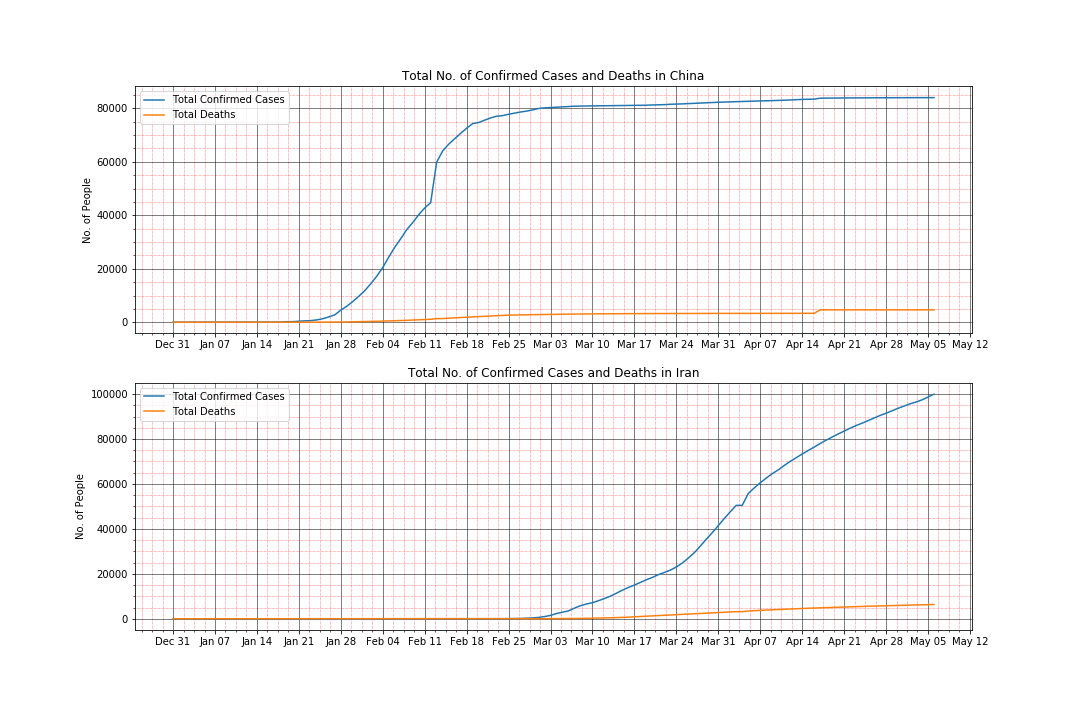 Total No. of Confirmed Cases and Deaths in China
Total Confirmed Cases
Total Deaths
No. of People
80000
60000
40000
20000
0
Dec 31 Jan 07 Jan 14 Jan 21 Jan 28 Feb 04 Feb 11 Feb 18 Feb 25 Mar 03 Mar 10 Mar 17 Mar 24 Mar 31 Apr 07 Apr 14 Apr 21 Apr 28 May 05 May 12
Total No. of Confirmed Cases and Deaths in Iran
Total Confirmed Cases
Total Deaths
No. of People
100000
80000
60000
40000
20000
0
Dec 31 Jan 07 Jan 14 Jan 21 Jan 28 Feb 04 Feb 11 Feb 18 Feb 25 Mar 03 Mar 10 Mar 17 Mar 24 Mar 31 Apr 07 Apr 14 Apr 21 Apr 28 May 05 May 12